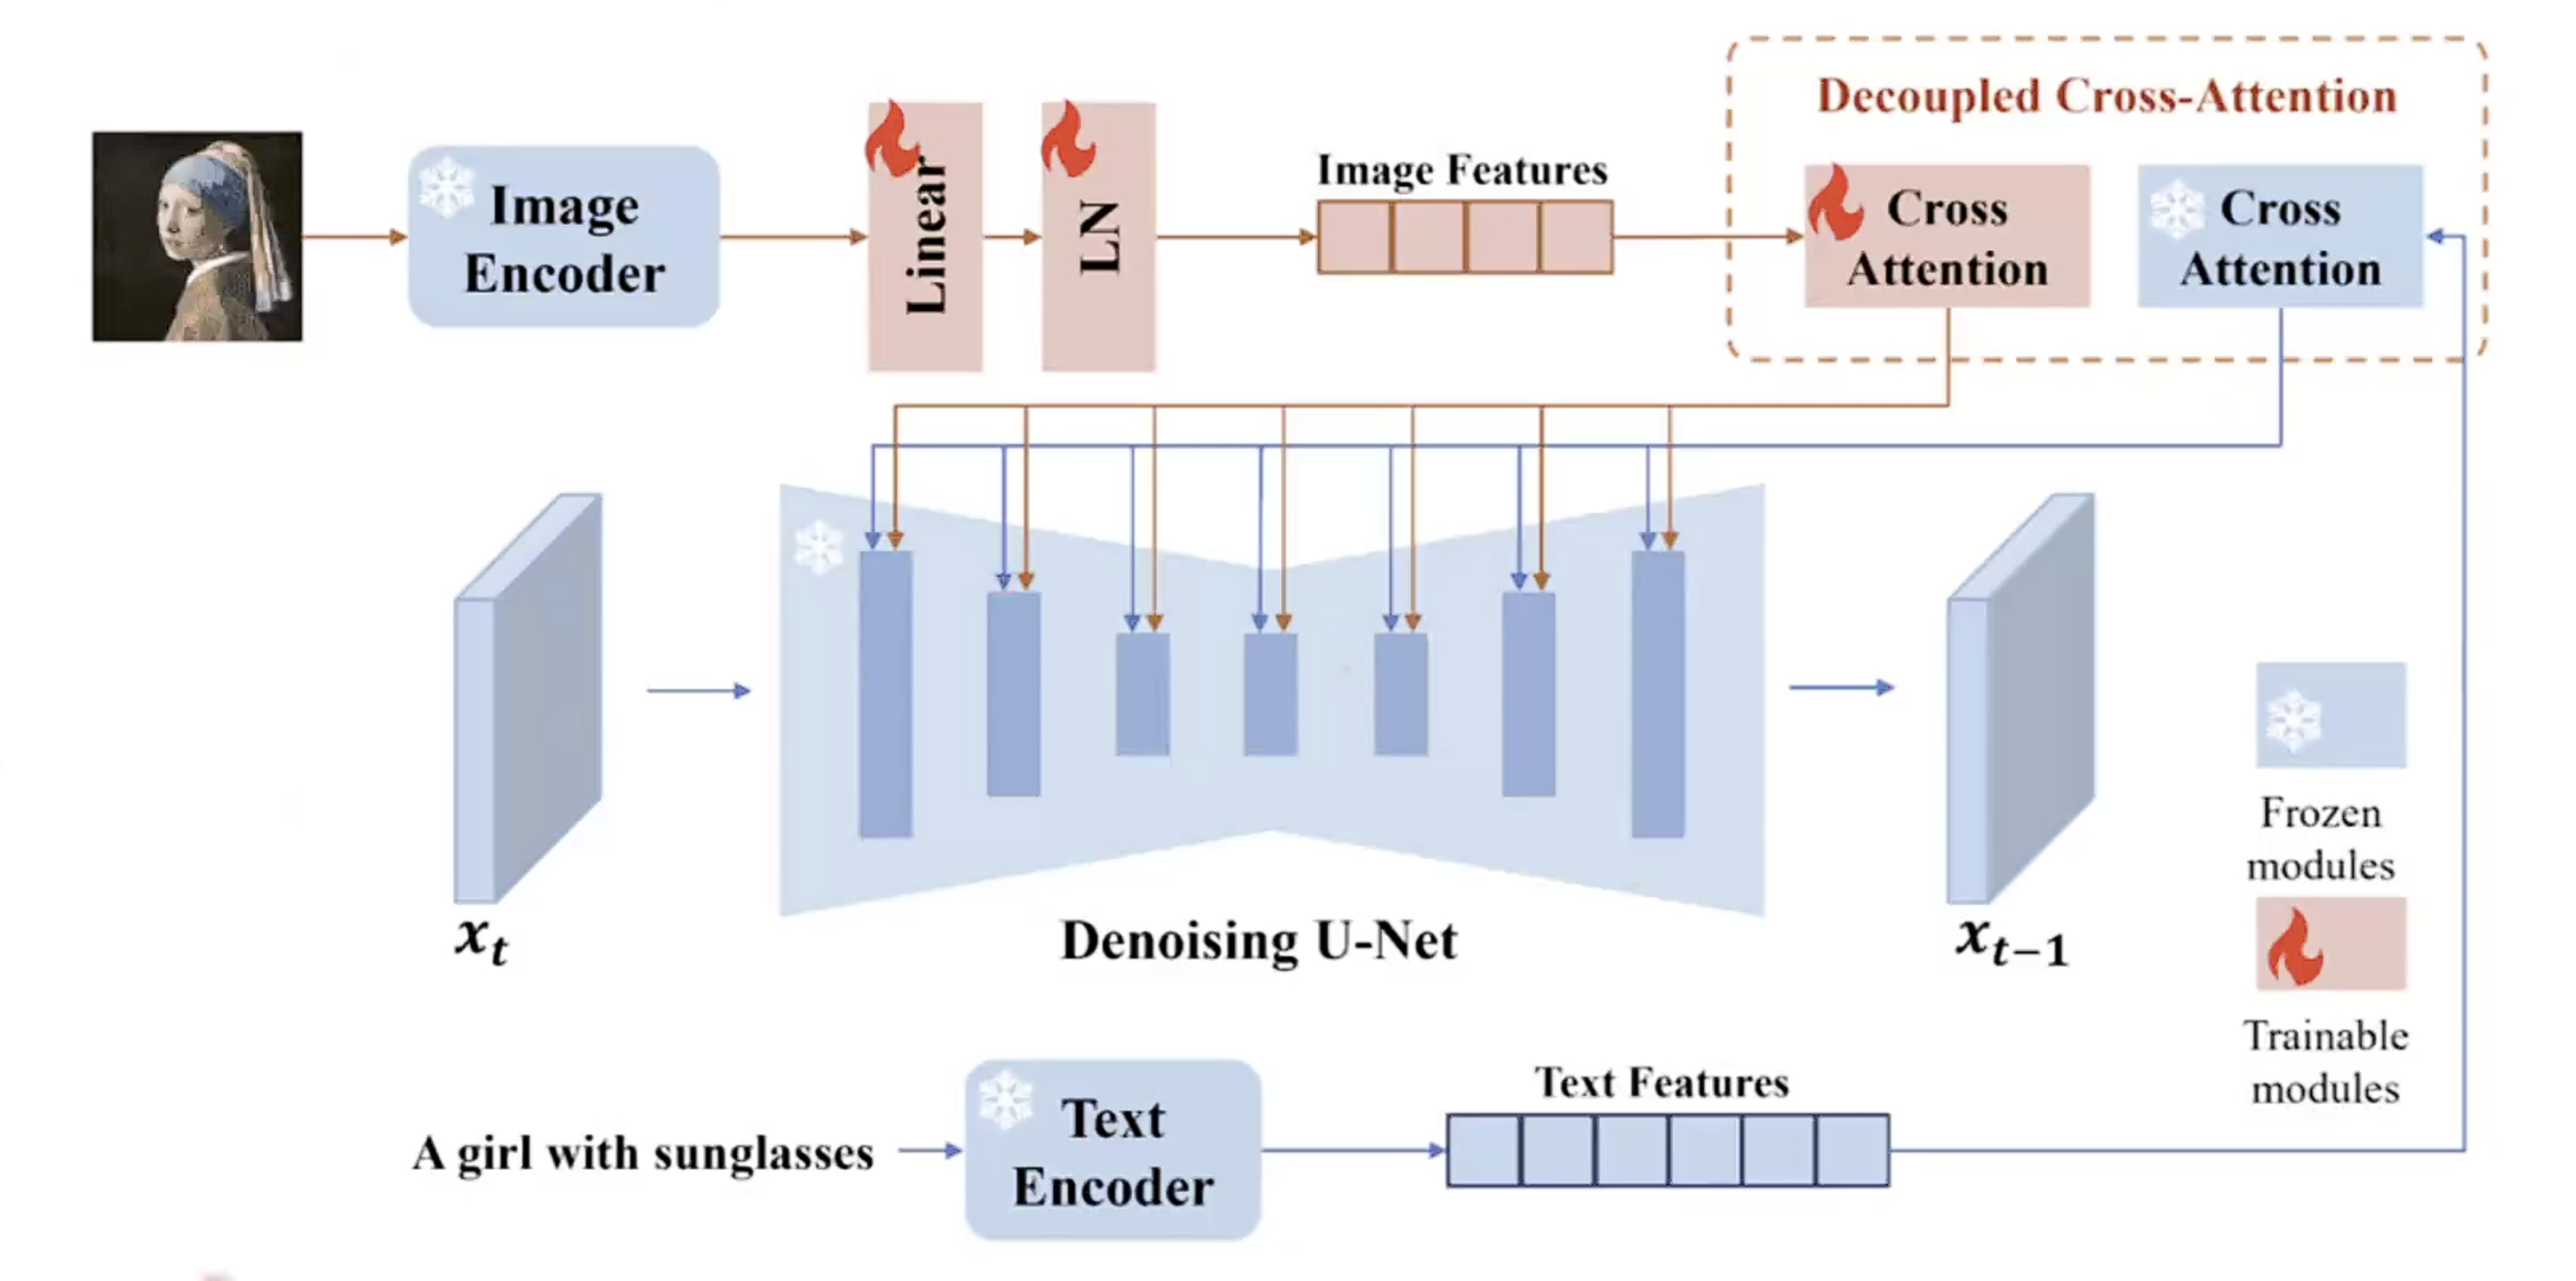 Decoupled Cross-Attention
Image
Encoder
Linear
LN
Image Features
Cross
Attention
Cross
Attention
x_t
Denoising U-Net
x_{t-1}
Frozen
modules
Trainable
modules
A girl with sunglasses
Text
Encoder
Text Features